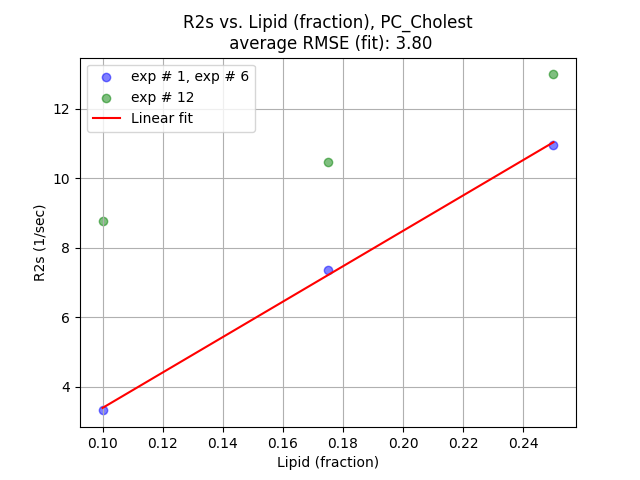 R2s vs. Lipid (fraction), PC_Cholest
average RMSE (fit): 3.80
exp # 1, exp # 6
exp # 12
Linear fit
12
10
8
6
4
R2s (1/sec)
0.10 0.12 0.14 0.16 0.18 0.20 0.22 0.24
Lipid (fraction)